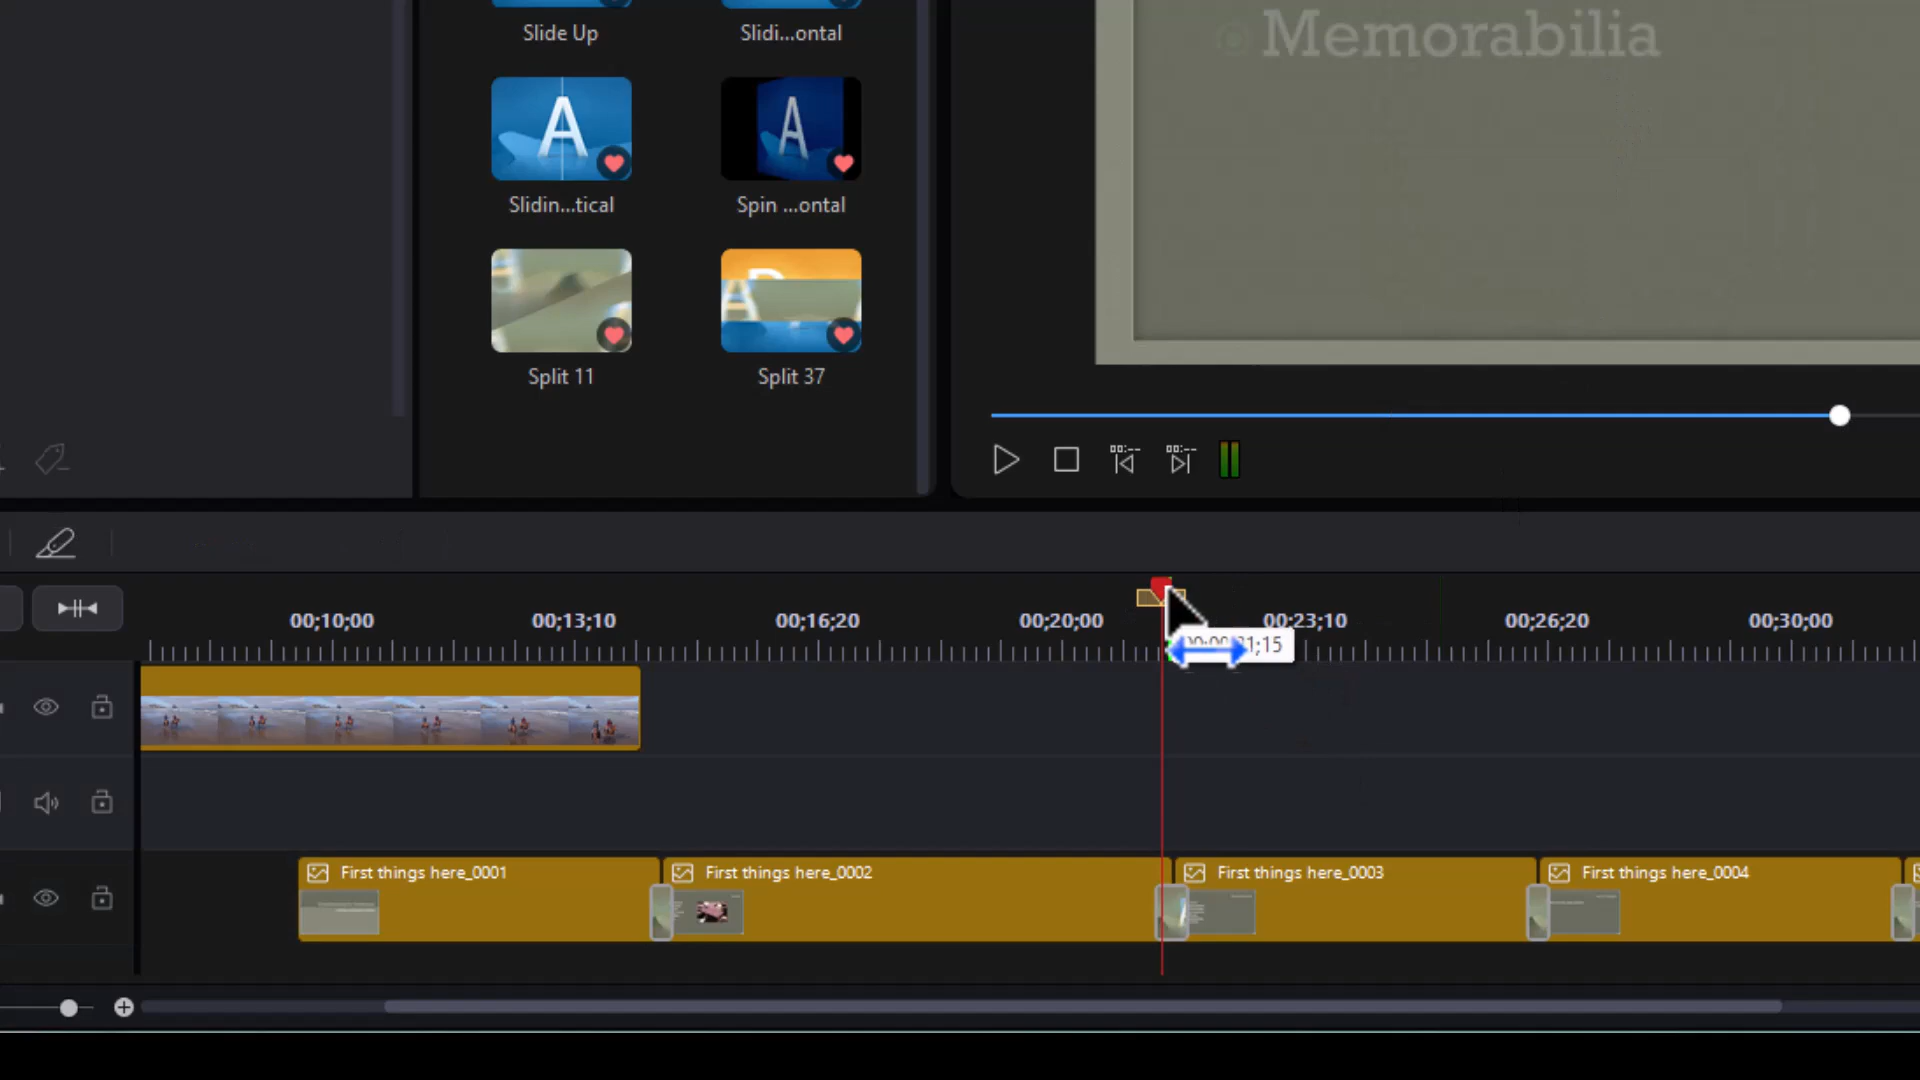 Slide Up
Slidi...ontal
Memorabilia
Slidin...tical
Spin ...ontal
Split 11
Split 37
00;10;00
00;13;10
00;16;20
00;20;00
00;23;10
00;26;20
00;30;00
First things here_0001
First things here_0002
First things here_0003
First things here_0004